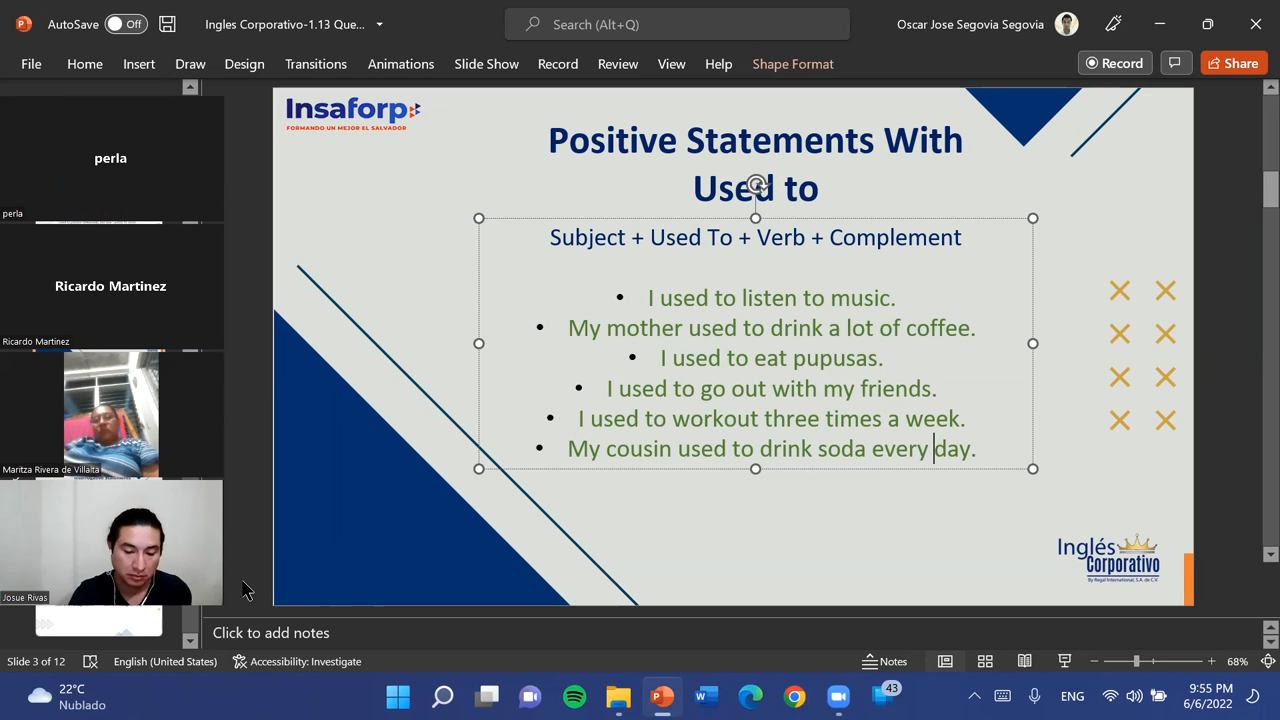 AutoSave Off
Ingles Corporativo-1.13 Que...
Search (Alt+Q)
Oscar Jose Segovia Segovia
File Home Insert Draw Design Transitions Animations Slide Show Record Review View Help Shape Format
Record
Share
perla
perla
Ricardo Martinez
Ricardo Martinez
Maritza Rivera de Villalta
Josue Rivas
Insaforp
FORMANDO UN MEJOR EL SALVADOR
Positive Statements With
Used to
Subject + Used To + Verb + Complement
• I used to listen to music.
• My mother used to drink a lot of coffee.
• I used to eat pupusas.
• I used to go out with my friends.
• I used to workout three times a week.
• My cousin used to drink soda every day.
Inglés
Corporativo
By Regal International, S.A. de C.V.
Click to add notes
Slide 3 of 12
English (United States)
Accessibility: Investigate
Notes
68%
22°C
Nublado
43
ENG
9:55 PM
6/6/2022